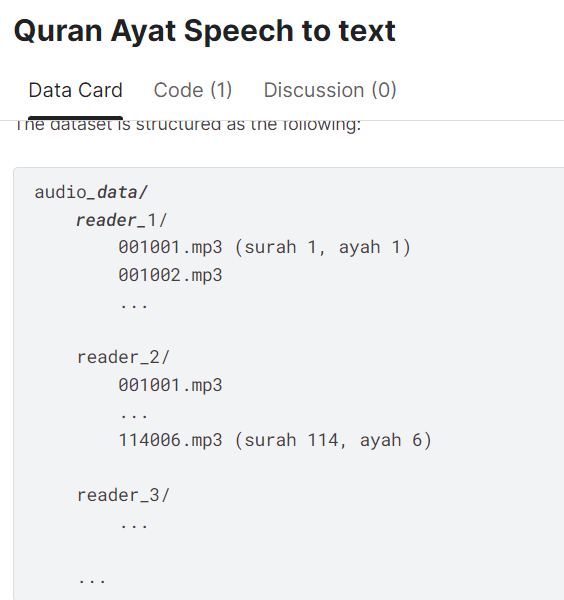 Quran Ayat Speech to text
Data Card Code (1) Discussion (0)
The dataset is structured as the following:
audio_data/
reader_1/
001001.mp3 (surah 1, ayah 1)
001002.mp3
...
reader_2/
001001.mp3
...
114006.mp3 (surah 114, ayah 6)
reader_3/
...
...